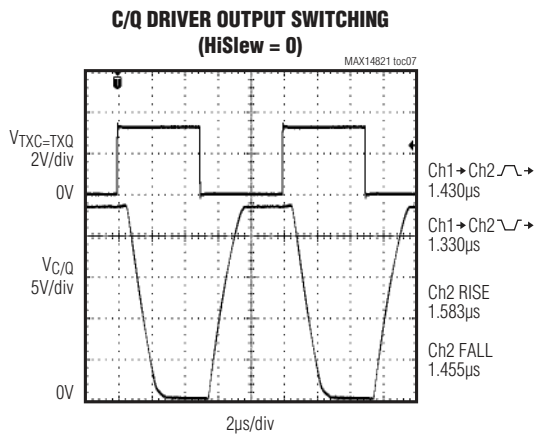 C/Q DRIVER OUTPUT SWITCHING
(HiSlew = 0)
MAX14821 toc07
T
VTXC=TXQ
2V/div
0V
VC/Q
5V/div
0V
Ch1→Ch2
1.430µs
Ch1→Ch2
1.330µs
Ch2 RISE
1.583µs
Ch2 FALL
1.455µs
2µs/div